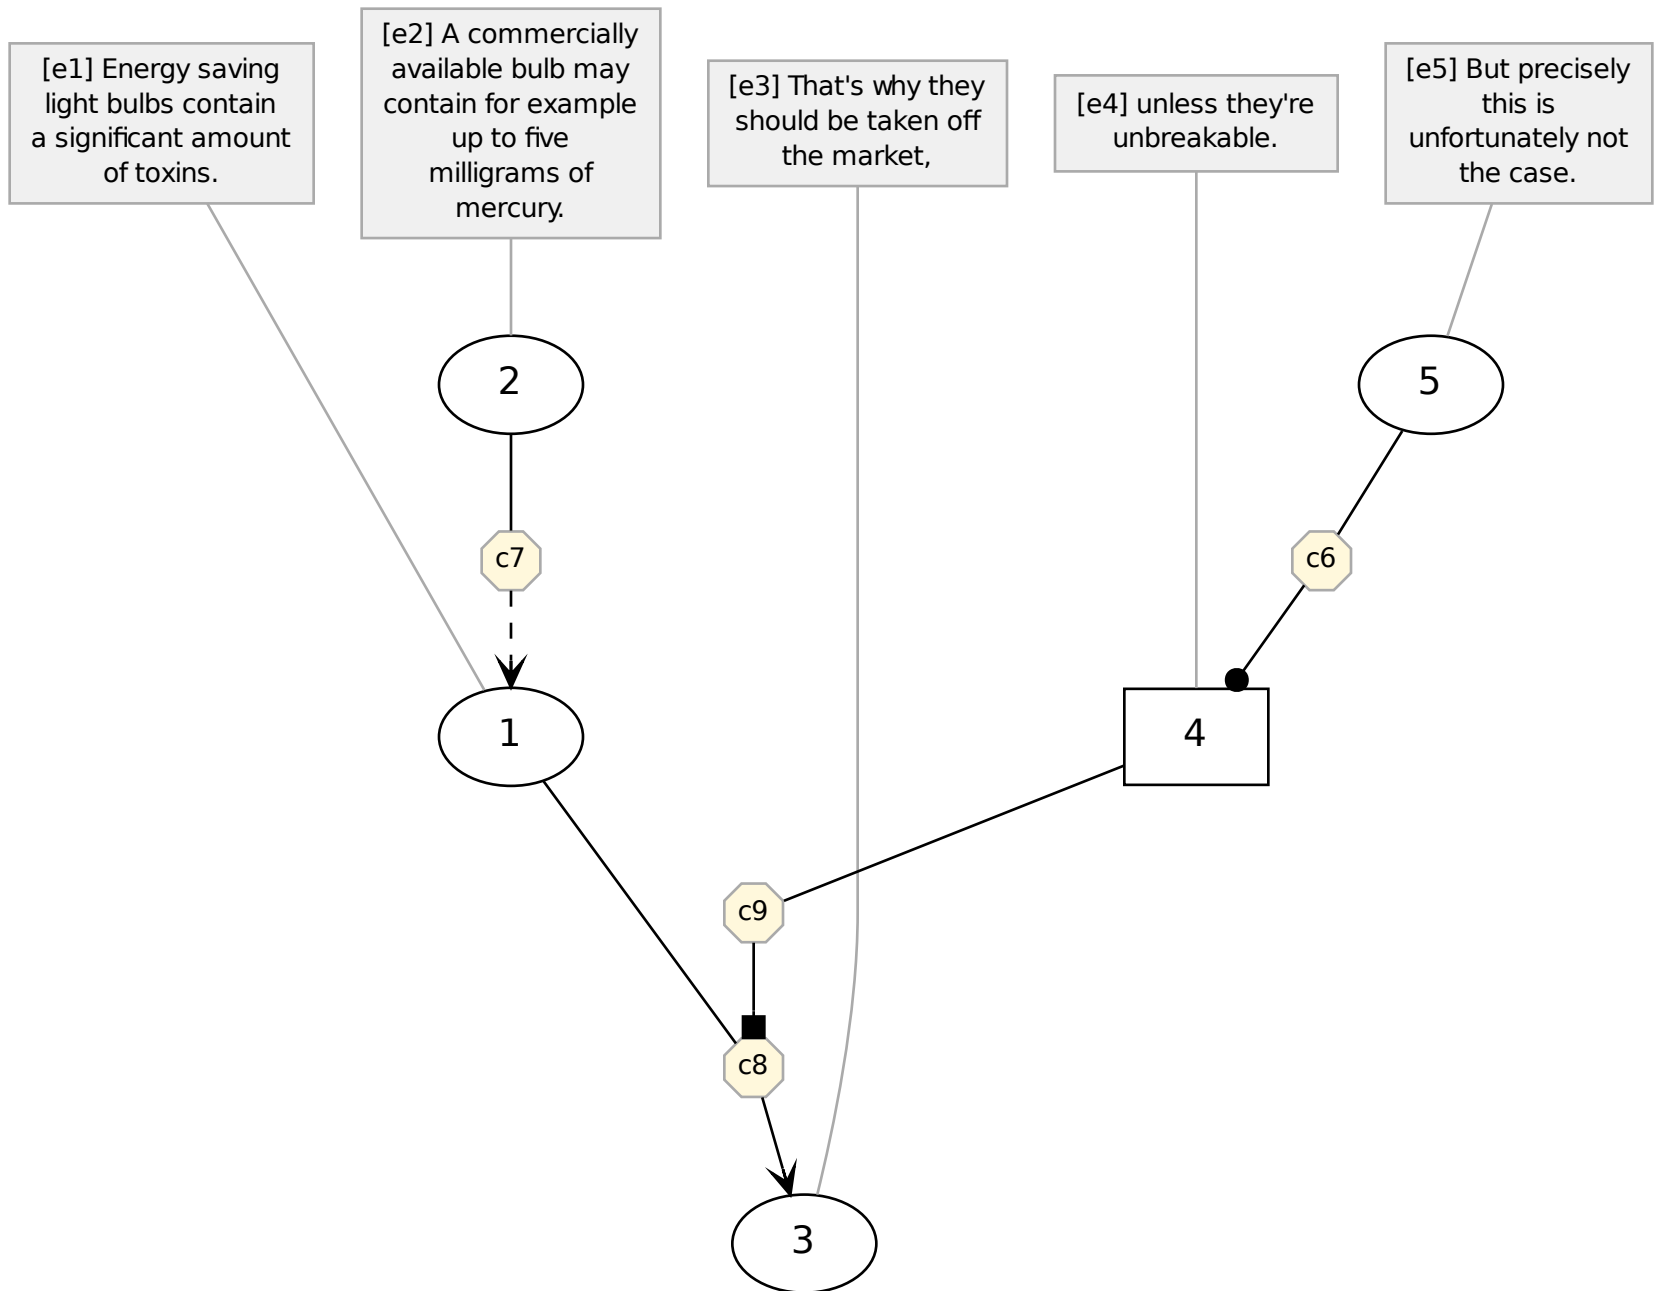 [e1] Energy saving
light bulbs contain
a significant amount
of toxins.
[e2] A commercially
available bulb may
contain for example
up to five
milligrams of
mercury.
[e3] That's why they
should be taken off
the market,
[e4] unless they're
unbreakable.
[e5] But precisely
this is
unfortunately not
the case.
2
5
c7
c6
1
4
c9
c8
3